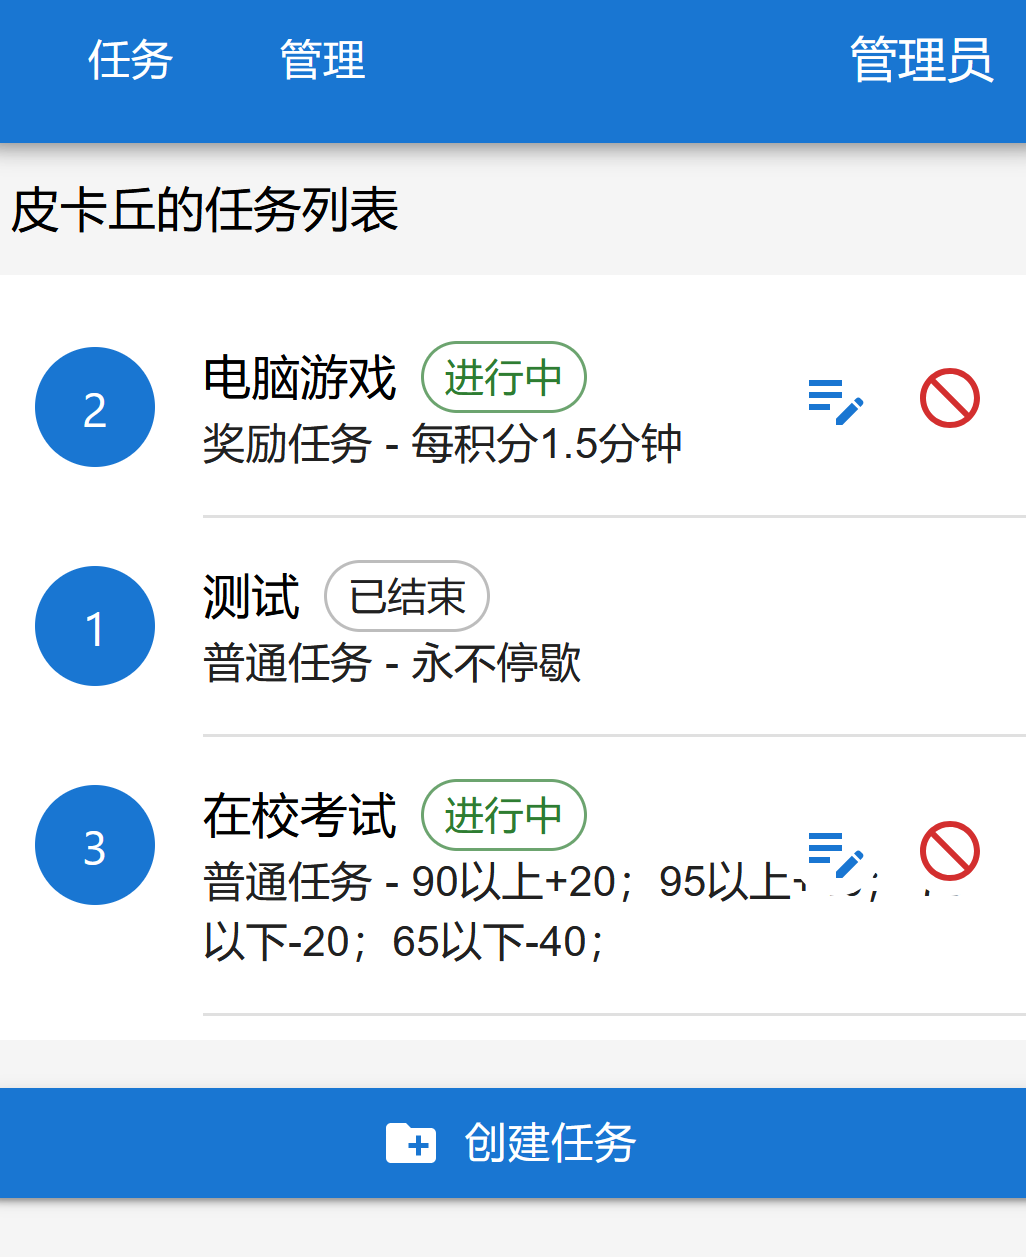 任务 管理 管理员
皮卡丘的任务列表
2
电脑游戏 进行中
奖励任务 - 每积分1.5分钟
1
测试 已结束
普通任务 - 永不停歇
3
在校考试 进行中
普通任务 - 90以上+20；95以上
以下-20；65以下-40；
创建任务